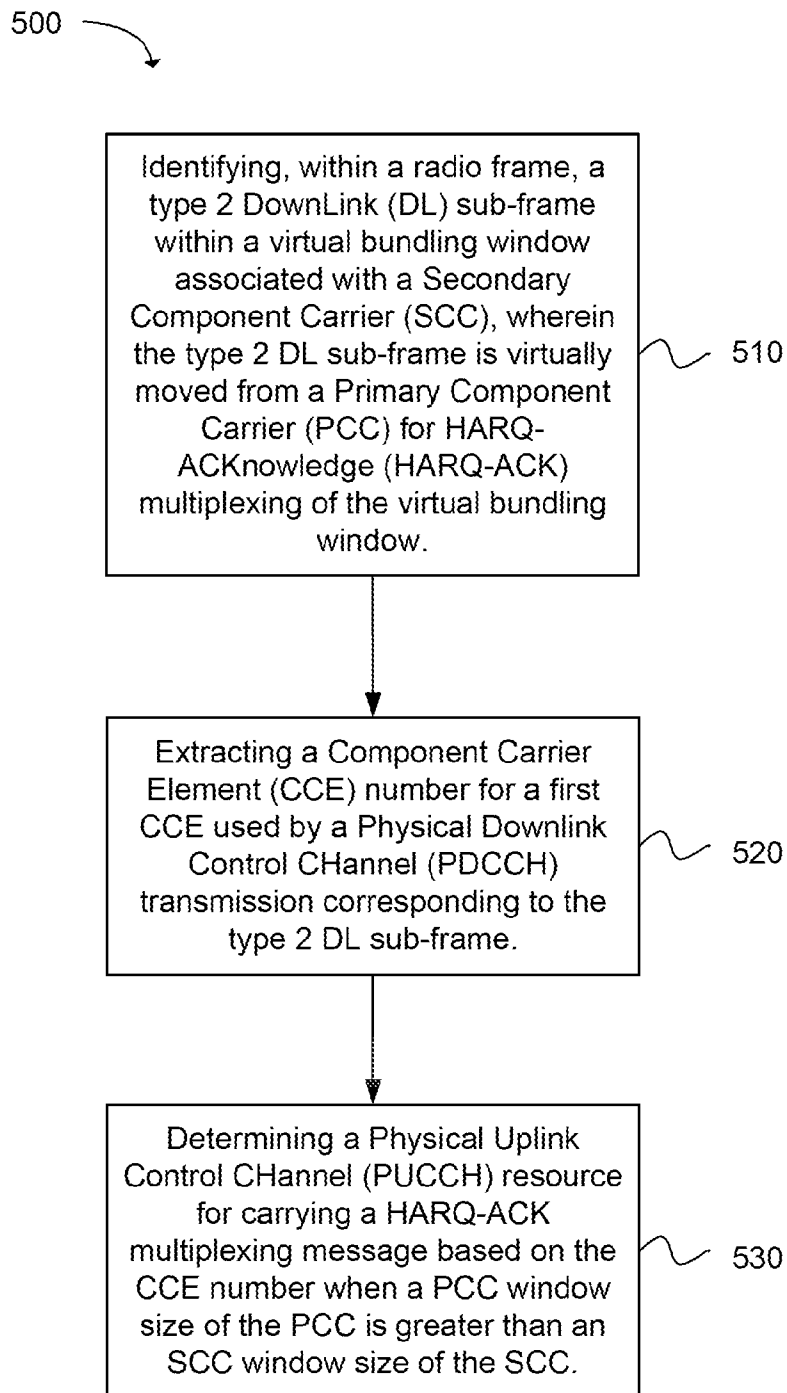 500
Identifying, within a radio frame, a
type 2 DownLink (DL) sub-frame
within a virtual bundling window
associated with a Secondary
Component Carrier (SCC), wherein
the type 2 DL sub-frame is virtually
moved from a Primary Component
Carrier (PCC) for HARQ-
ACKnowledge (HARQ-ACK)
multiplexing of the virtual bundling
window.
510
Extracting a Component Carrier
Element (CCE) number for a first
CCE used by a Physical Downlink
Control CHannel (PDCCH)
transmission corresponding to the
type 2 DL sub-frame.
520
Determining a Physical Uplink
Control CHannel (PUCCH) resource
for carrying a HARQ-ACK
multiplexing message based on the
CCE number when a PCC window
size of the PCC is greater than an
SCC window size of the SCC.
530